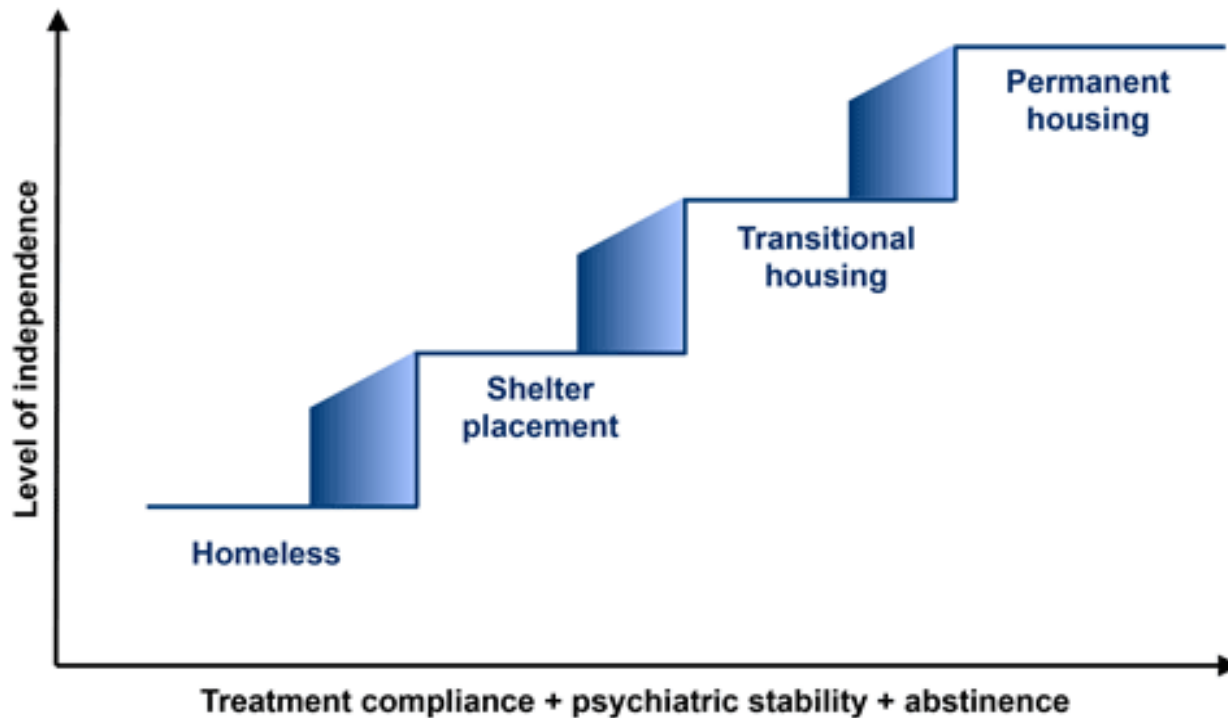 Permanent
housing
Transitional
housing
Shelter
placement
Homeless
Level of independence
Treatment compliance + psychiatric stability + abstinence